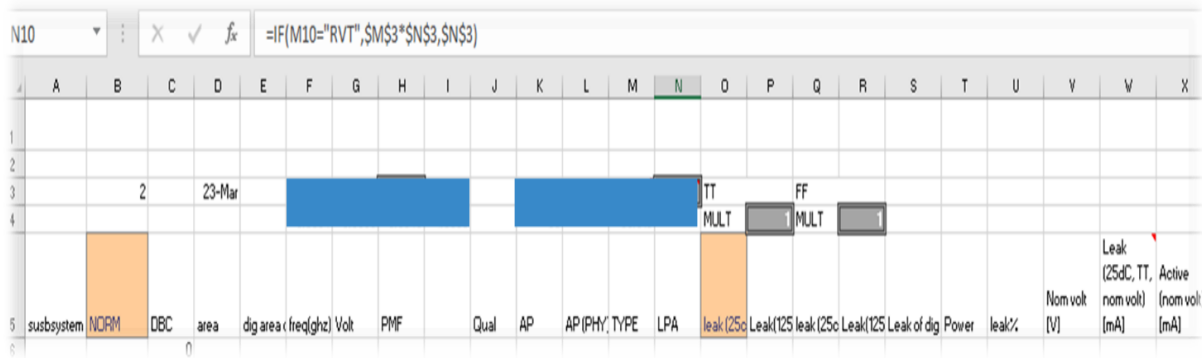 N10 fx =IF(M10="RVT",$M$3*$N$3,$N$3)
A B C D E F G H I J K L M N O P Q R S T U V W X
1
2
3 2 23-Mar TT FF
4 MULT 1 MULT 1
Leak
(25dC, TT, Active
Nom volt nom volt) (nom vol
5 susbsystem NORM DBC area dig area freq(ghz) Volt PMF Qual AP AP (PHY) TYPE LPA leak (25c Leak(125 leak (25c Leak(125 Leak of dig Power leak% [V] [mA] [mA]
6 0